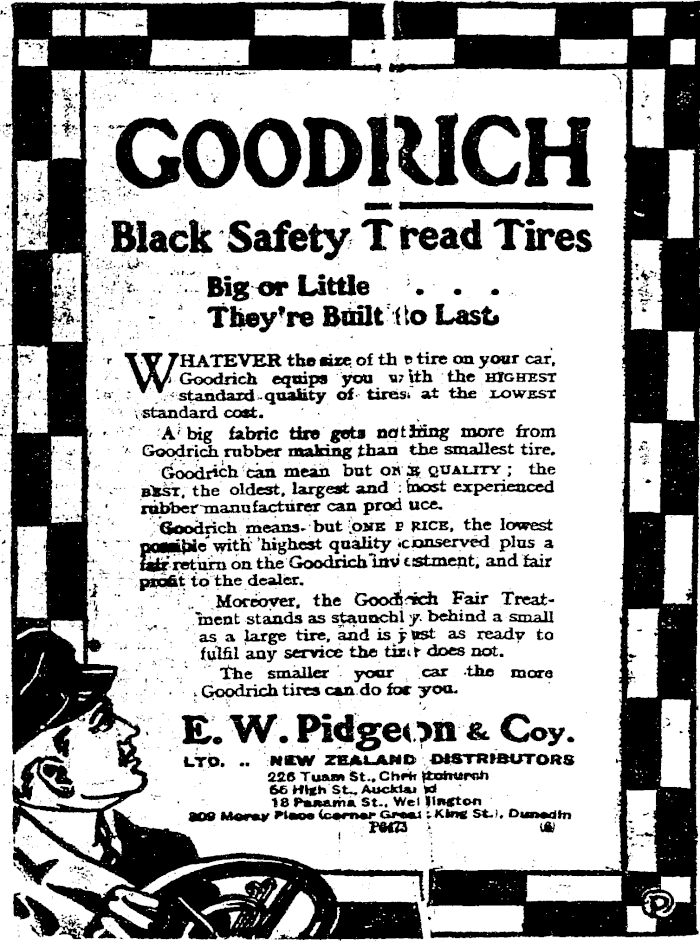 GOODRICH
Black Safety Tread Tires
Big or Little . . .
They're Built to Last
WHATEVER the size of the tire on your car,
Goodrich equips you with the HIGHEST
standard quality of tires at the LOWEST
standard cost.
A big fabric tire gets nothing more from
Goodrich rubber making than the smallest tire.
Goodrich can mean but ONE QUALITY; the
BEST, the oldest, largest and most experienced
rubber manufacturer can produce.
Goodrich means but ONE PRICE, the lowest
possible with highest quality conserved plus a
fair return on the Goodrich investment, and fair
profit to the dealer.
Moreover, the Goodrich Fair Treat-
ment stands as staunchly behind a small
as a large tire, and is just as ready to
fulfil any service the tire does not.
The smaller your car the more
Goodrich tires can do for you.
E. W. Pidgeon & Coy.
LTD. .. NEW ZEALAND DISTRIBUTORS
226 Tuam St., Christchurch
66 High St., Auckland
18 Panama St., Wellington
209 Moray Place (corner Great King St.), Dunedin
P6473
P